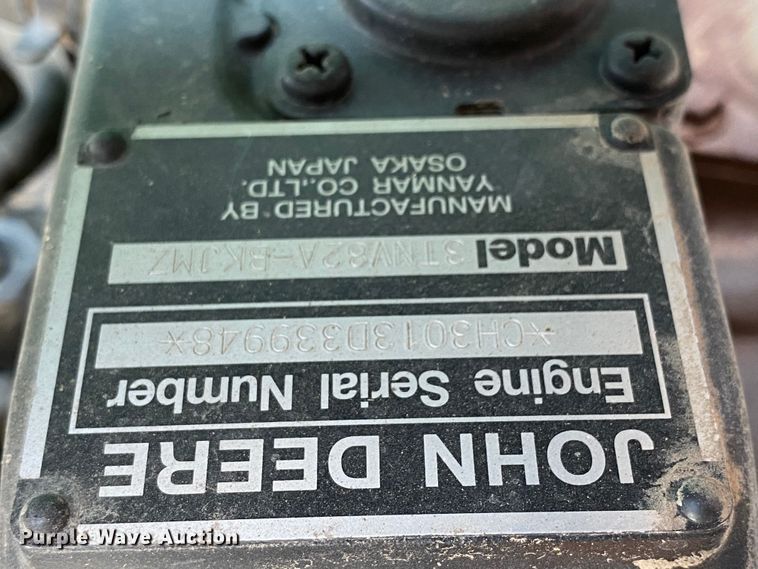 JOHN DEERE
Engine Serial Number
*CH3013D339948*
Model 3TNV82A-BKJMZ
MANUFACTURED BY
YANMAR CO.,LTD.
OSAKA JAPAN
Purple Wave Auction